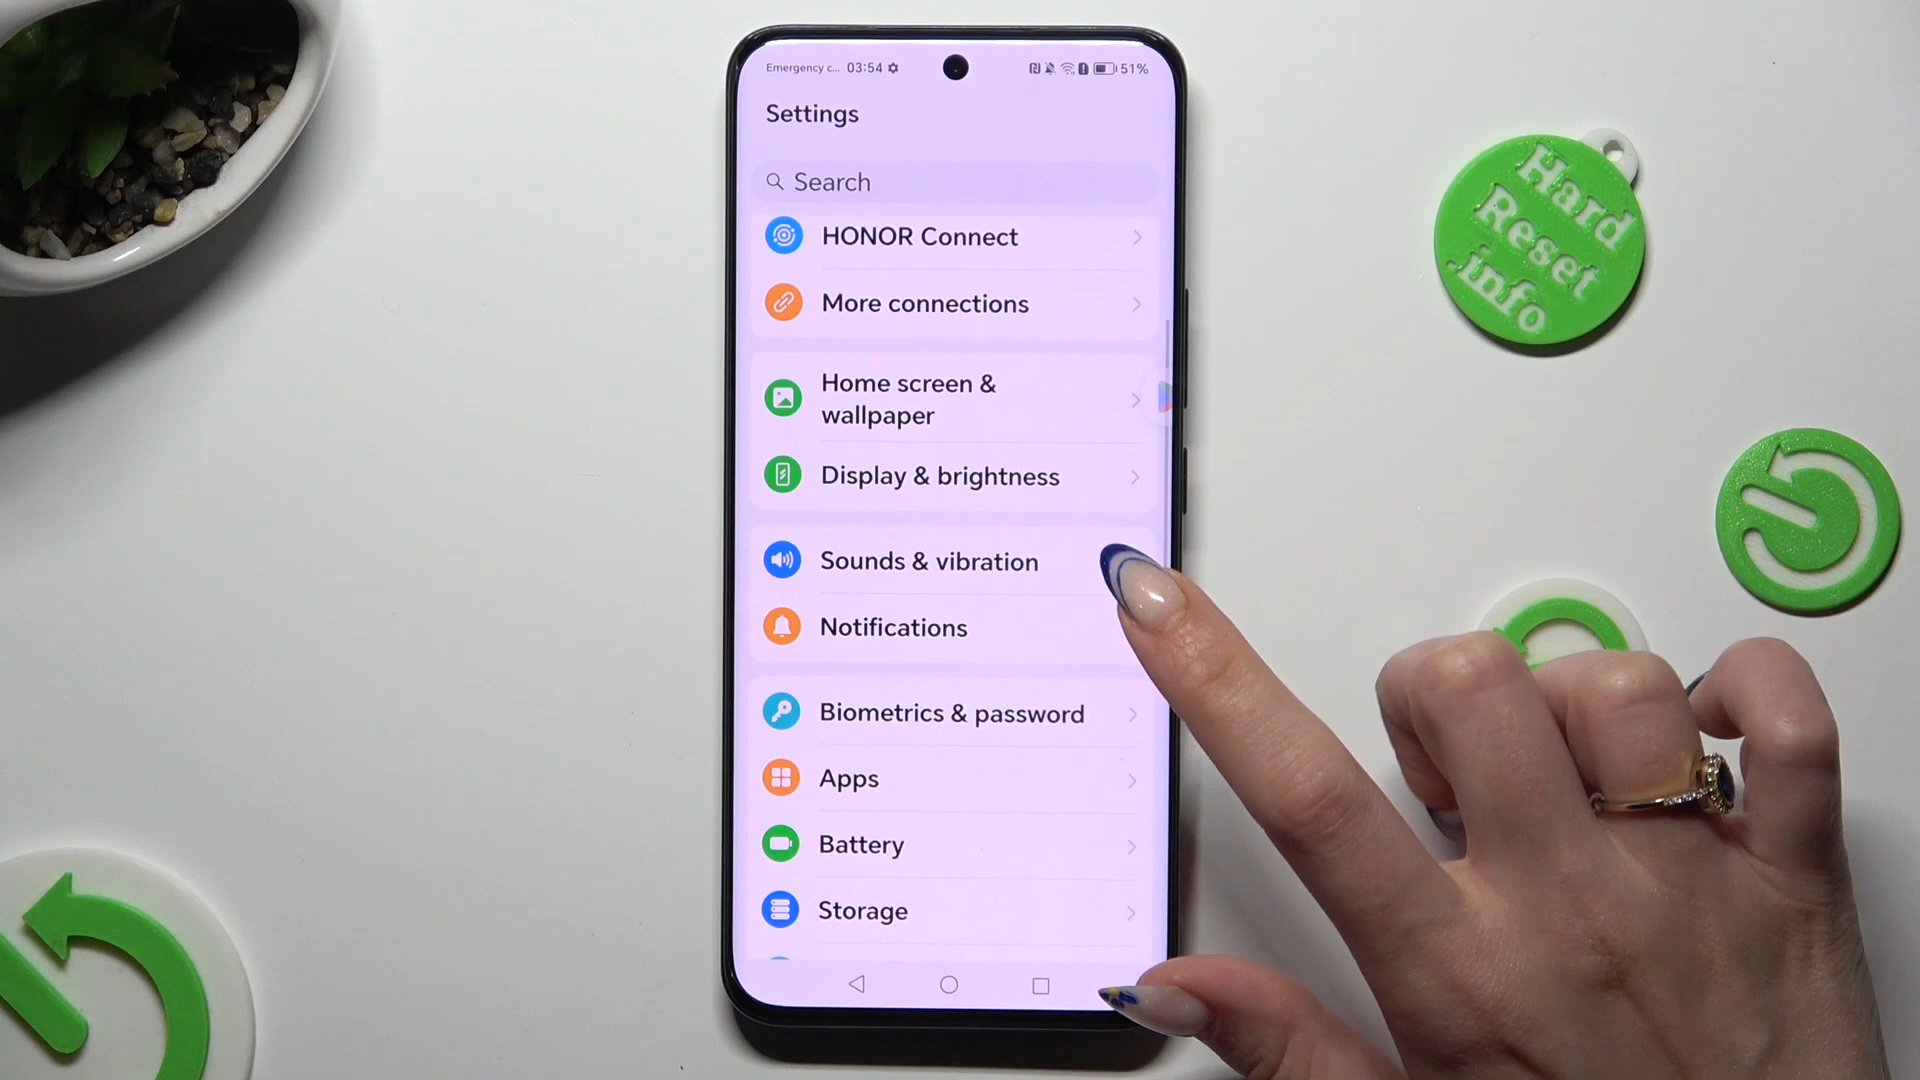 Emergency c... 03:54 51%
Settings
Search
HONOR Connect
More connections
Home screen &
wallpaper
Display & brightness
Sounds & vibration
Notifications
Biometrics & password
Apps
Battery
Storage
Hard
Reset
.info